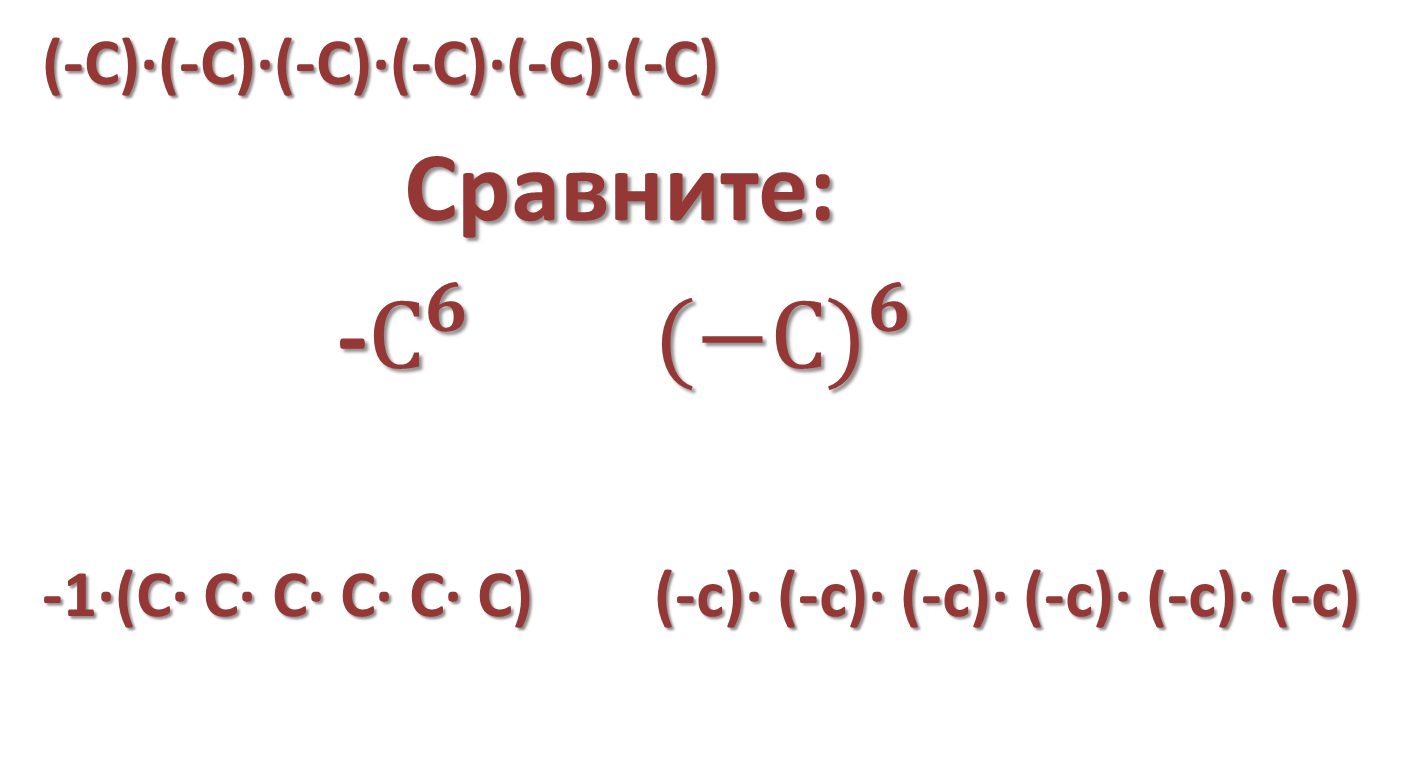 (-С)·(-С)·(-С)·(-С)·(-С)·(-С)
Сравните:
-С⁶ (−С)⁶
-1·(С· С· С· С· С· С) (-с)· (-с)· (-с)· (-с)· (-с)· (-с)